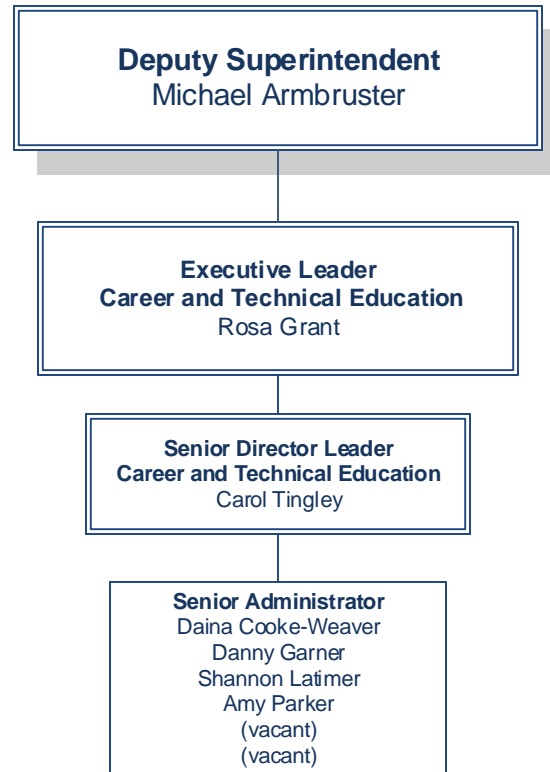 Deputy Superintendent
Michael Armbruster
Executive Leader
Career and Technical Education
Rosa Grant
Senior Director Leader
Career and Technical Education
Carol Tingley
Senior Administrator
Daina Cooke-Weaver
Danny Garner
Shannon Latimer
Amy Parker
(vacant)
(vacant)